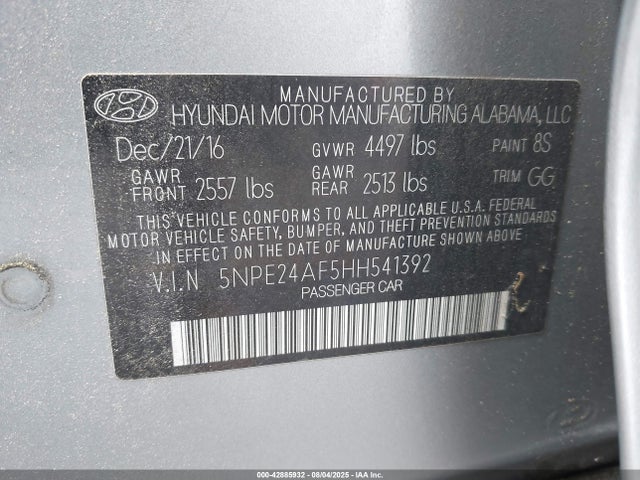 MANUFACTURED BY
HYUNDAI MOTOR MANUFACTURING ALABAMA, LLC
Dec/21/16 GVWR 4497 lbs PAINT 8S
GAWR FRONT 2557 lbs GAWR REAR 2513 lbs TRIM GG
THIS VEHICLE CONFORMS TO ALL APPLICABLE U.S.A. FEDERAL
MOTOR VEHICLE SAFETY, BUMPER, AND THEFT PREVENTION STANDARDS
IN EFFECT ON THE DATE OF MANUFACTURE SHOWN ABOVE.
V.I.N 5NPE24AF5HH541392
PASSENGER CAR
000-42885932 - 08/04/2025 - IAAI.COM